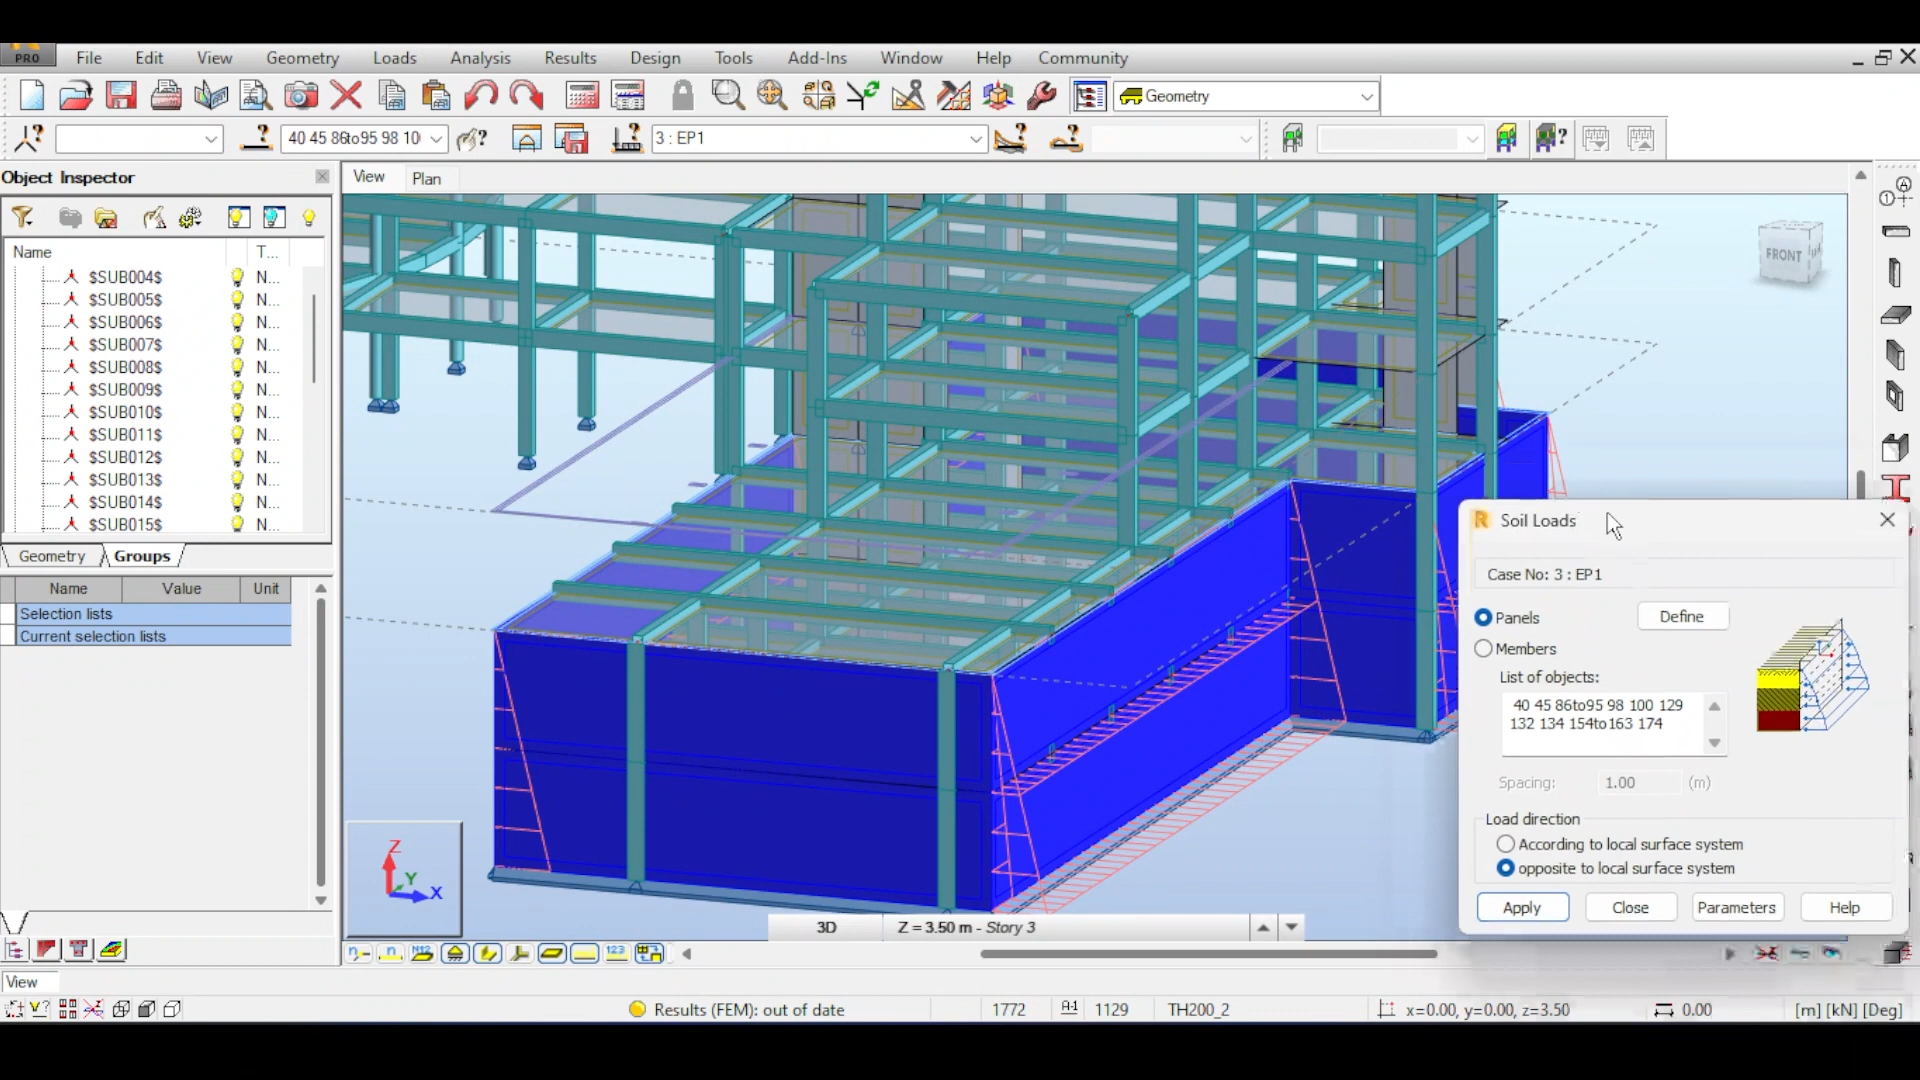 PRO
File Edit View Geometry Loads Analysis Results Design Tools Add-Ins Window Help Community
Geometry
40 45 86to95 98 10
3 : EP1
Object Inspector
View Plan
Name T...
$SUB004$ N...
$SUB005$ N...
$SUB006$ N...
$SUB007$ N...
$SUB008$ N...
$SUB009$ N...
$SUB010$ N...
$SUB011$ N...
$SUB012$ N...
$SUB013$ N...
$SUB014$ N...
$SUB015$ N...
Geometry Groups
Name Value Unit
Selection lists
Current selection lists
FRONT
Soil Loads
Case No: 3 : EP1
Panels
Define
Members
List of objects:
40 45 86to95 98 100 129
132 134 154to163 174
Spacing: 1.00 (m)
Load direction
According to local surface system
opposite to local surface system
Apply Close Parameters Help
Z
Y
X
3D Z = 3.50 m - Story 3
View
Results (FEM): out of date 1772 1129 TH200_2 x=0.00, y=0.00, z=3.50 0.00 [m] [kN] [Deg]